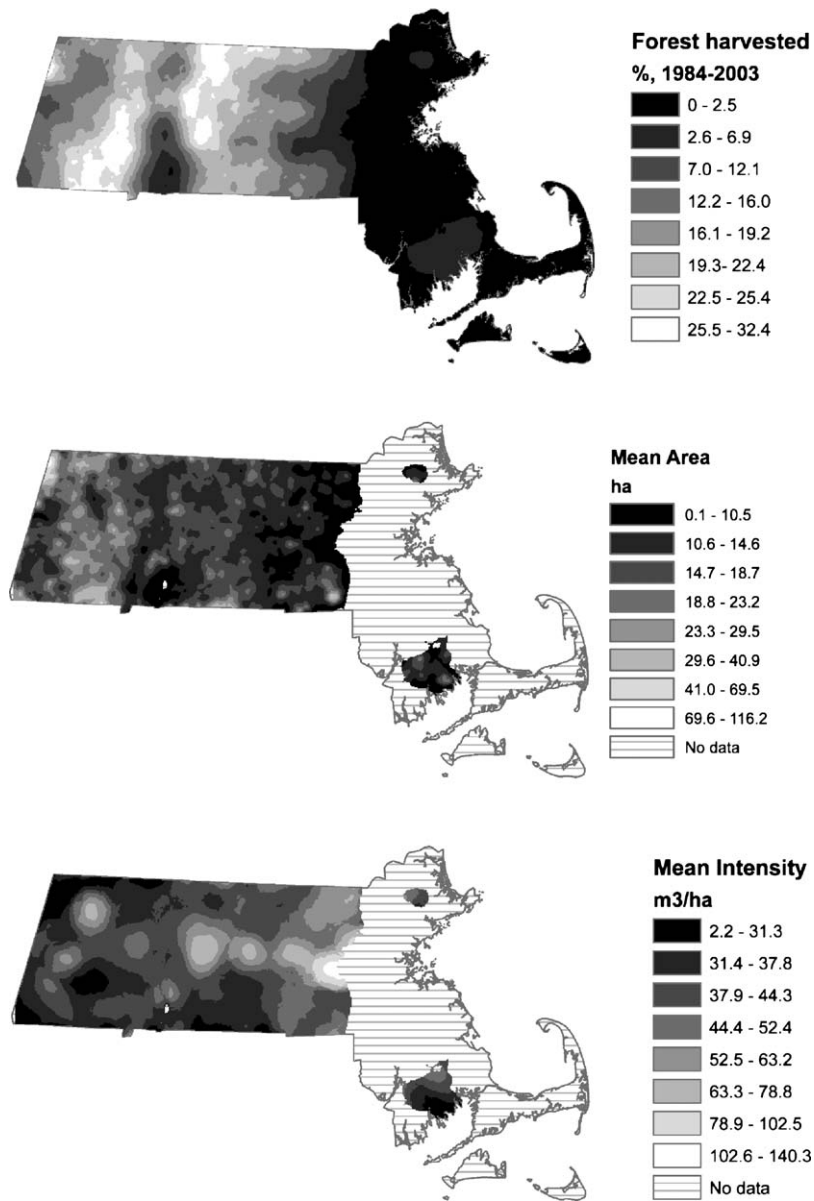 Forest harvested
%, 1984-2003
0 - 2.5
2.6 - 6.9
7.0 - 12.1
12.2 - 16.0
16.1 - 19.2
19.3- 22.4
22.5 - 25.4
25.5 - 32.4
Mean Area
ha
0.1 - 10.5
10.6 - 14.6
14.7 - 18.7
18.8 - 23.2
23.3 - 29.5
29.6 - 40.9
41.0 - 69.5
69.6 - 116.2
No data
Mean Intensity
m3/ha
2.2 - 31.3
31.4 - 37.8
37.9 - 44.3
44.4 - 52.4
52.5 - 63.2
63.3 - 78.8
78.9 - 102.5
102.6 - 140.3
No data